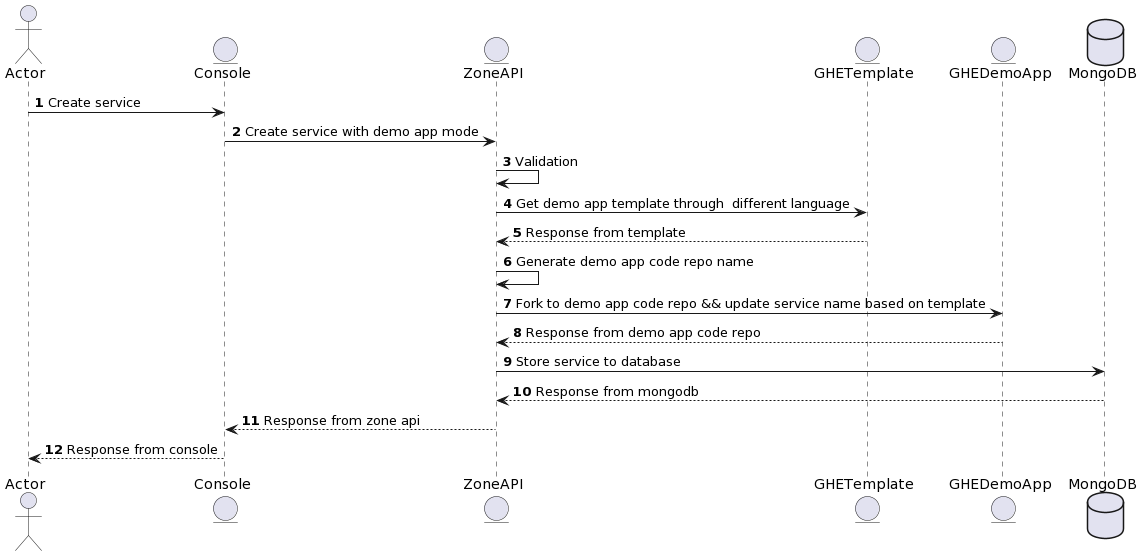 Actor Console ZoneAPI GHETemplate GHEDemoApp MongoDB
1 Create service
2 Create service with demo app mode
3 Validation
4 Get demo app template through  different language
5 Response from template
6 Generate demo app code repo name
7 Fork to demo app code repo && update service name based on template
8 Response from demo app code repo
9 Store service to database
10 Response from mongodb
11 Response from zone api
12 Response from console
Actor Console ZoneAPI GHETemplate GHEDemoApp MongoDB